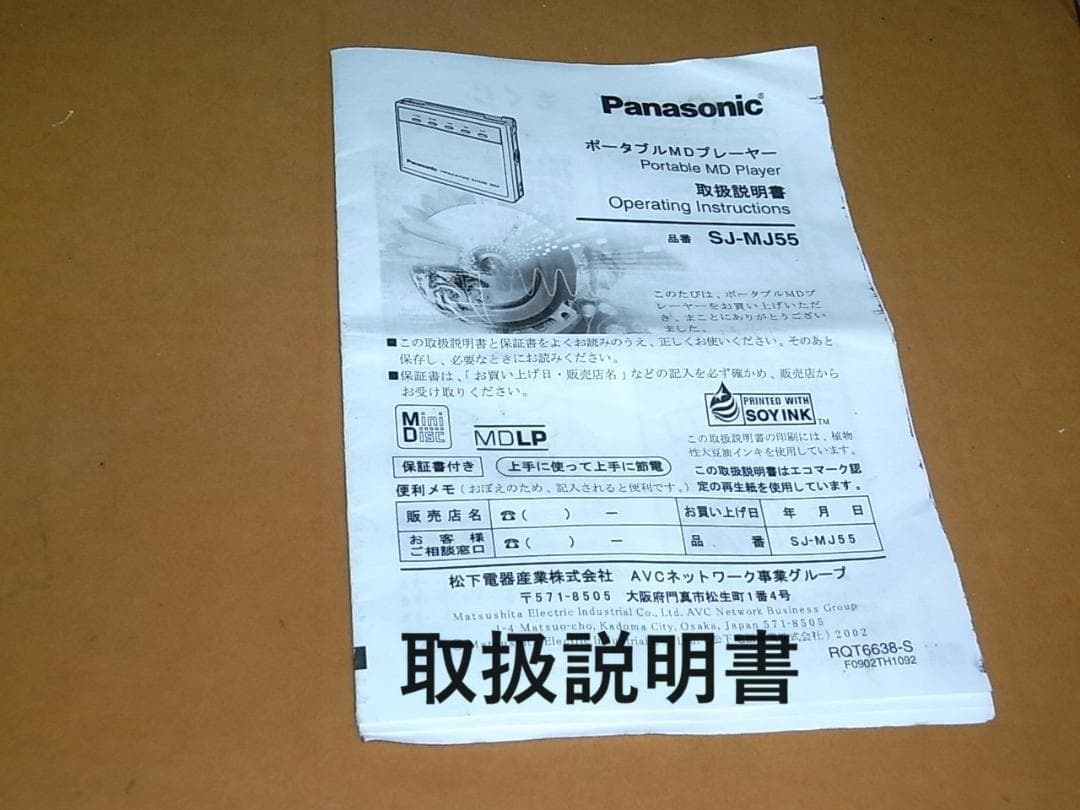 Panasonic®
ポータブルMDプレーヤー
Portable MD Player
取扱説明書
Operating Instructions
品番 SJ-MJ55
Panasonic
このたびは、ポータブルMDプ
レーヤーをお買い上げいただ
き、まことにありがとうござい
ました。
■この取扱説明書と保証書をよくお読みのうえ、正しくお使いください。そのあと
保存し、必要なときにお読みください。
■保証書は、「お買い上げ日・販売店名」などの記入を必ず確かめ、販売店から
お受け取りください。
Mini
Disc
MDLP
PRINTED WITH
SOY INK TM
この取扱説明書の印刷には、植物
性大豆油インキを使用しています。
保証書付き
上手に使って上手に節電
この取扱説明書はエコマーク認
定の再生紙を使用しています。
便利メモ(おぼえのため、記入されると便利です。)
販売店名 ☎( ) ー お買い上げ日 年 月 日
お客様
ご相談窓口 ☎( ) ー 品番 SJ-MJ55
松下電器産業株式会社 AVCネットワーク事業グループ
〒571-8505 大阪府門真市松生町1番4号
Matsushita Electric Industrial Co., Ltd. AVC Network Business Group
1-4 Matsuo-cho, Kadoma City, Osaka, Japan 571-8505
2002
取扱説明書
RQT6638-S
F0902TH1092